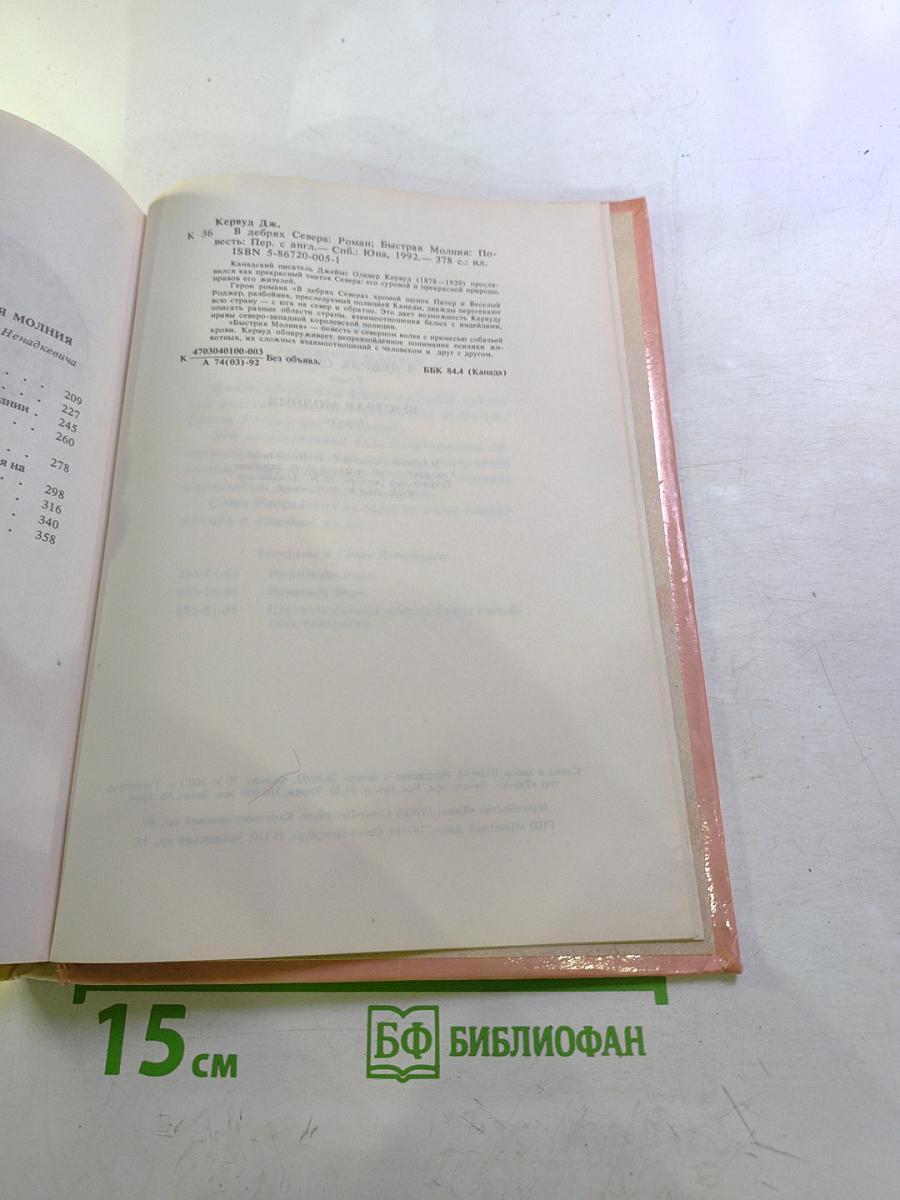 Я МОЛНИЯ
Ненадкевича
209
лнии . 227
245
260
278
я на
298
316
340
358
Кервуд Дж.
К 36 В дебрях Севера: Роман; Быстрая Молния: По-
весть: Пер. с англ.— Спб.: Юна, 1992.— 378 с.: ил.
ISBN 5-86720-005-1
Канадский писатель Джеймс Оливер Кервуд (1878—1929) просла-
вился как прекрасный знаток Севера: его суровой и прекрасной природы,
нравов его жителей.
Герои романа «В дебрях Севера» хромой щенок Питер и Веселый
Роджер, разбойник, преследуемый полицией Канады, дважды пересекают
всю страну — с юга на север и обратно. Это дает возможность Кервуду
описать разные области страны, взаимоотношения белых с индейцами,
нравы северо-западной королевской полиции.
«Быстрая Молния» — повесть о северном волке с примесью собачьей
крови. Кервуд обнаруживает непревзойденное понимание психики жи-
вотных, их сложных взаимоотношений с человеком и друг с другом.
К 4703040100-003
А 74(03)-92 Без объявл.
ББК 84.4 (Канада)
15 см
БФ БИБЛИОФАН